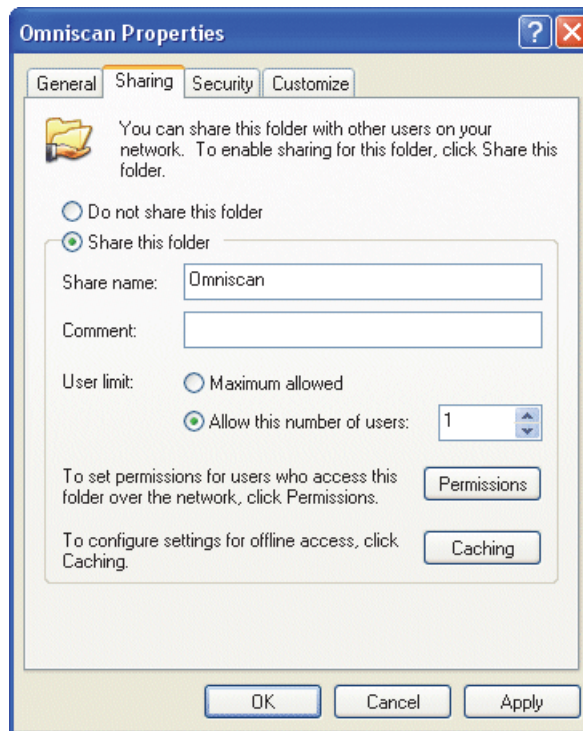 Omniscan Properties
General Sharing Security Customize
You can share this folder with other users on your
network. To enable sharing for this folder, click Share this
folder.
Do not share this folder
Share this folder
Share name: Omniscan
Comment:
User limit: Maximum allowed
Allow this number of users: 1
To set permissions for users who access this
folder over the network, click Permissions.
Permissions
To configure settings for offline access, click
Caching.
Caching
OK Cancel Apply